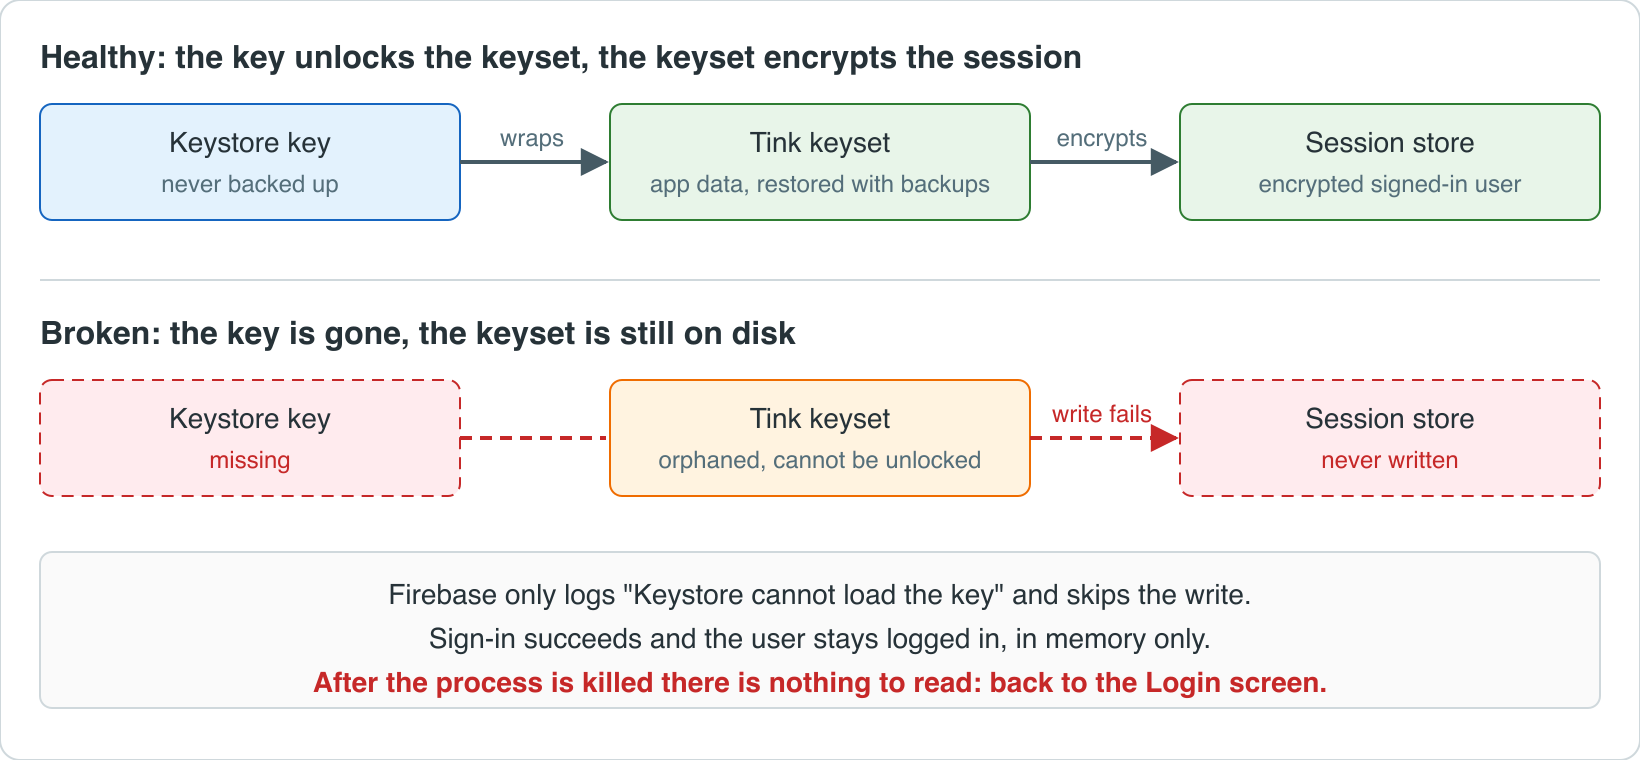 Healthy: the key unlocks the keyset, the keyset encrypts the session
Keystore key
never backed up
wraps
Tink keyset
app data, restored with backups
encrypts
Session store
encrypted signed-in user
Broken: the key is gone, the keyset is still on disk
Keystore key
missing
Tink keyset
orphaned, cannot be unlocked
write fails
Session store
never written
Firebase only logs "Keystore cannot load the key" and skips the write.
Sign-in succeeds and the user stays logged in, in memory only.
After the process is killed there is nothing to read: back to the Login screen.